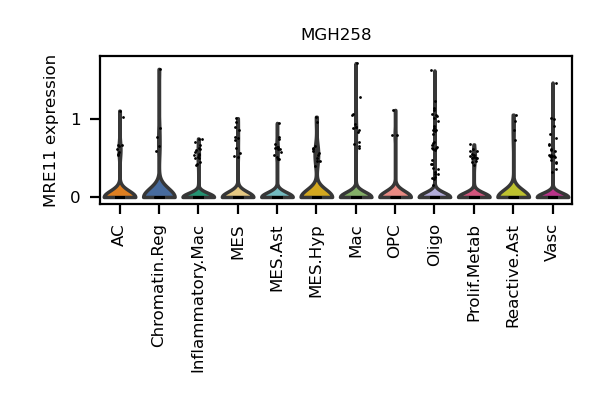 MGH258
MRE11 expression
1
0
AC
Chromatin.Reg
Inflammatory.Mac
MES
MES.Ast
MES.Hyp
Mac
OPC
Oligo
Prolif.Metab
Reactive.Ast
Vasc